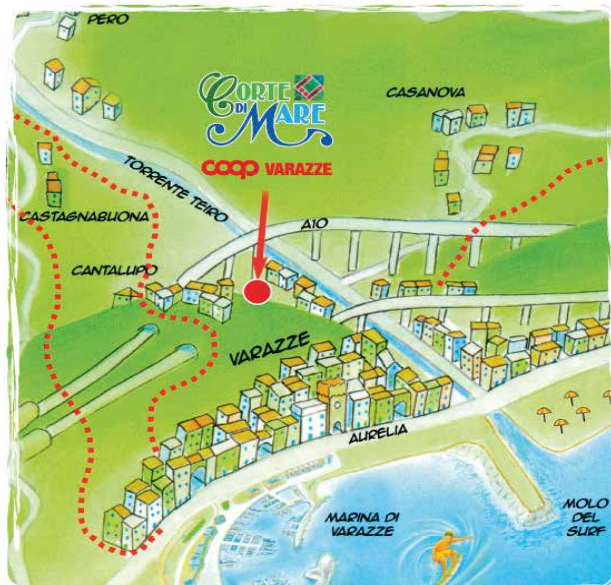 PERO
CORTE
DI
MARE
CASANOVA
coop VARAZZE
TORRENTE TEIRO
CASTAGNABUONA
A10
CANTALUPO
VARAZZE
AURELIA
MARINA DI
VARAZZE
MOLO
DEL
SURF